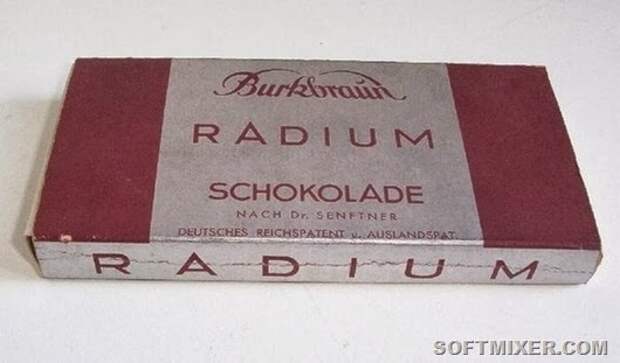 Burkbraun
RADIUM
SCHOKOLADE
NACH Dr. SENFTNER
DEUTSCHES REICHSPATENT u. AUSLANDSPAT.
RADIUM
SOFTMIXER.COM